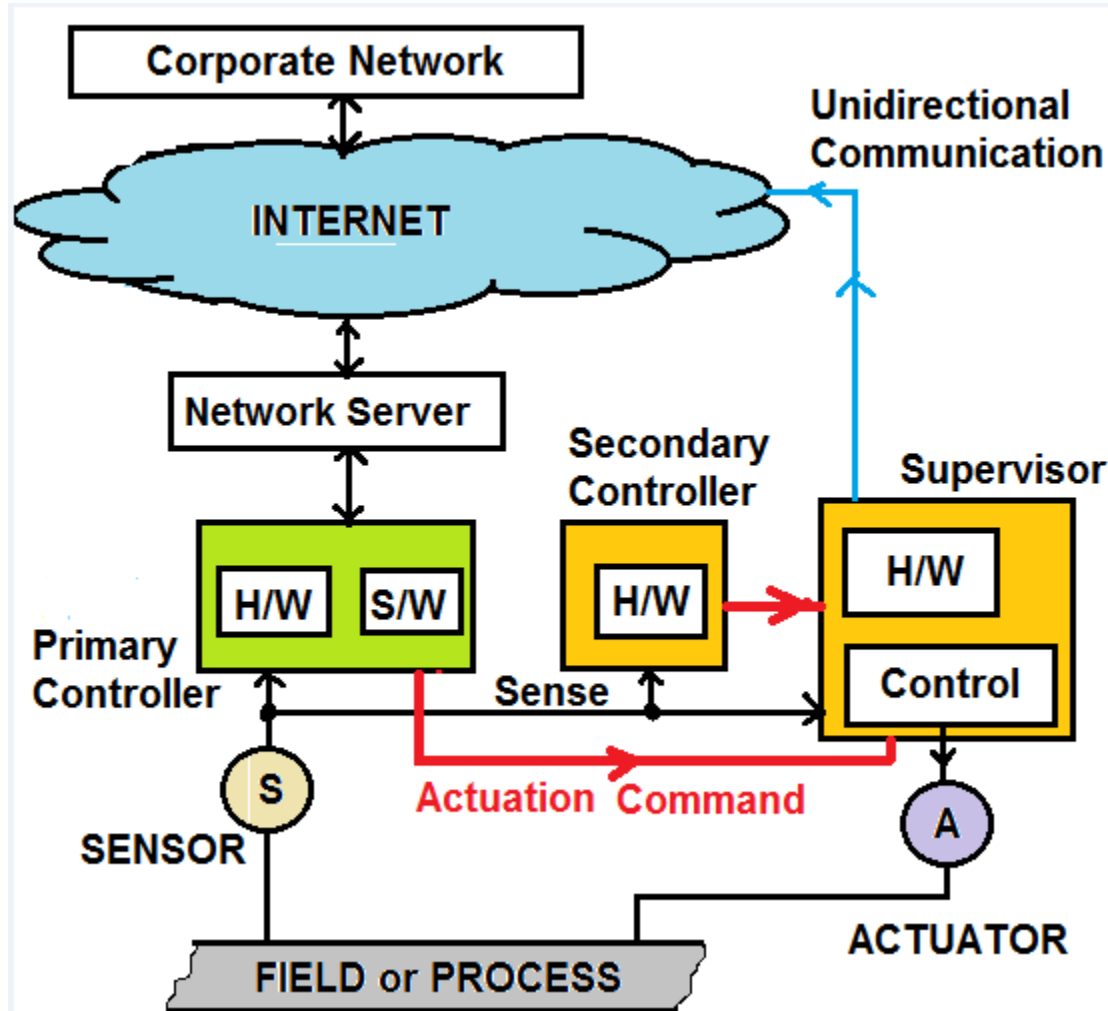 Corporate Network
Unidirectional
Communication
INTERNET
Network Server
Secondary
Controller
Supervisor
H/W
S/W
H/W
H/W
Primary
Controller
Control
Sense
S
Actuation Command
A
SENSOR
ACTUATOR
FIELD or PROCESS